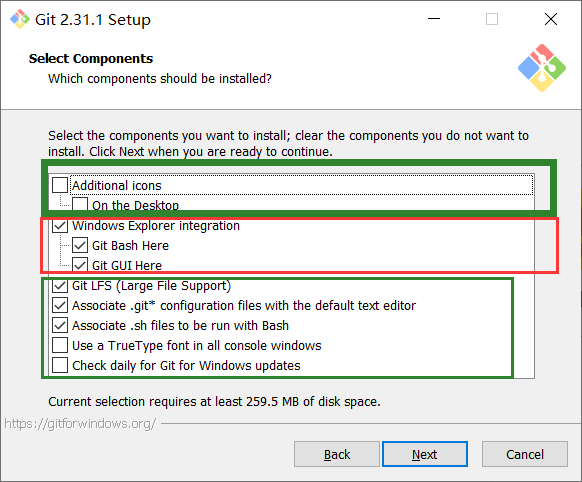 Git 2.31.1 Setup
Select Components
Which components should be installed?
Select the components you want to install; clear the components you do not want to
install. Click Next when you are ready to continue.
Additional icons
On the Desktop
Windows Explorer integration
Git Bash Here
Git GUI Here
Git LFS (Large File Support)
Associate .git* configuration files with the default text editor
Associate .sh files to be run with Bash
Use a TrueType font in all console windows
Check daily for Git for Windows updates
Current selection requires at least 259.5 MB of disk space.
https://gitforwindows.org/
Back Next Cancel